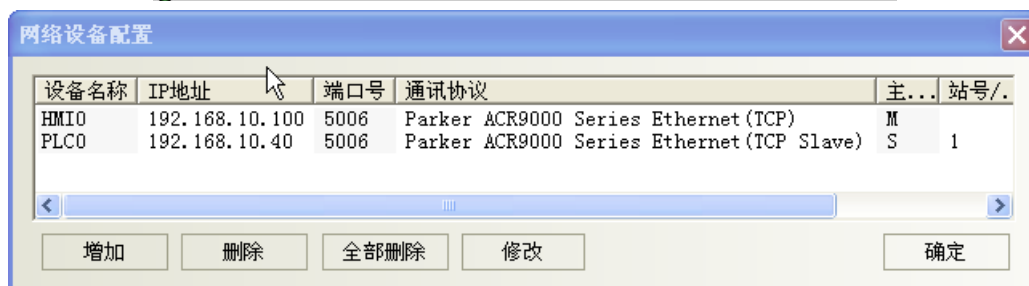 网络设备配置
设备名称 IP地址 端口号 通讯协议 主... 站号/.
HMI0 192.168.10.100 5006 Parker ACR9000 Series Ethernet(TCP) M
PLC0 192.168.10.40 5006 Parker ACR9000 Series Ethernet(TCP Slave) S 1
增加 删除 全部删除 修改 确定